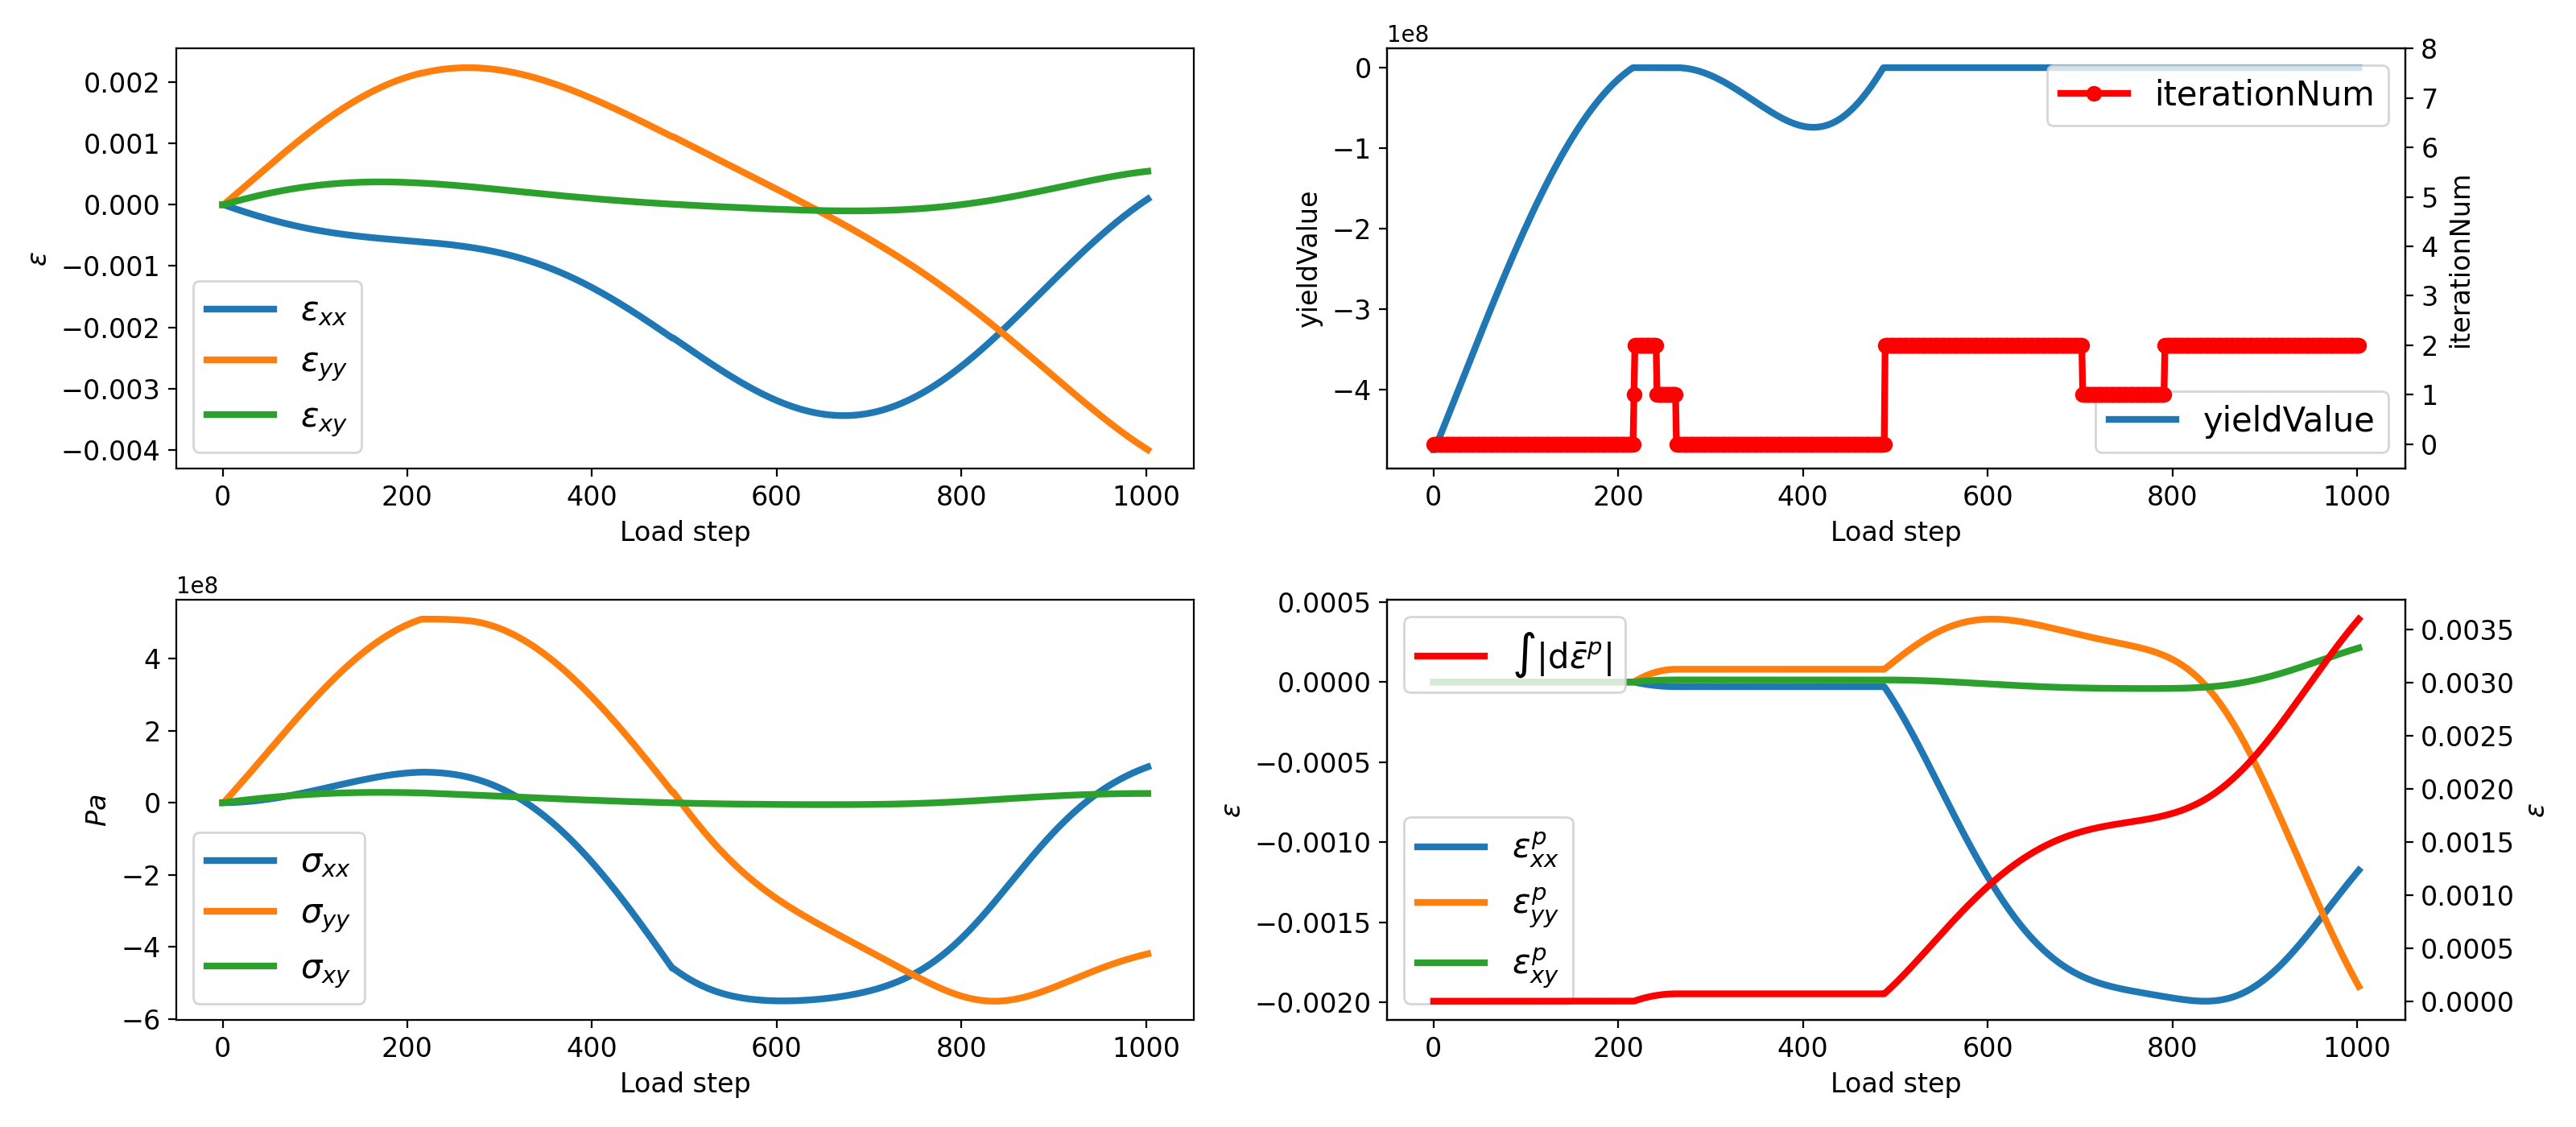 0.002
0.001
0.000
−0.001
−0.002
−0.003
−0.004
ε
ε_xx
ε_yy
ε_xy
0 200 400 600 800 1000
Load step
1e8
0
−1
−2
−3
−4
yieldValue
iterationNum
yieldValue
8
7
6
5
4
3
2
1
0
iterationNum
0 200 400 600 800 1000
Load step
1e8
4
2
0
−2
−4
−6
Pa
σ_xx
σ_yy
σ_xy
0 200 400 600 800 1000
Load step
0.0005
0.0000
−0.0005
−0.0010
−0.0015
−0.0020
ε
∫|dε̄^p|
ε^p_xx
ε^p_yy
ε^p_xy
0.0035
0.0030
0.0025
0.0020
0.0015
0.0010
0.0005
0.0000
ε
0 200 400 600 800 1000
Load step